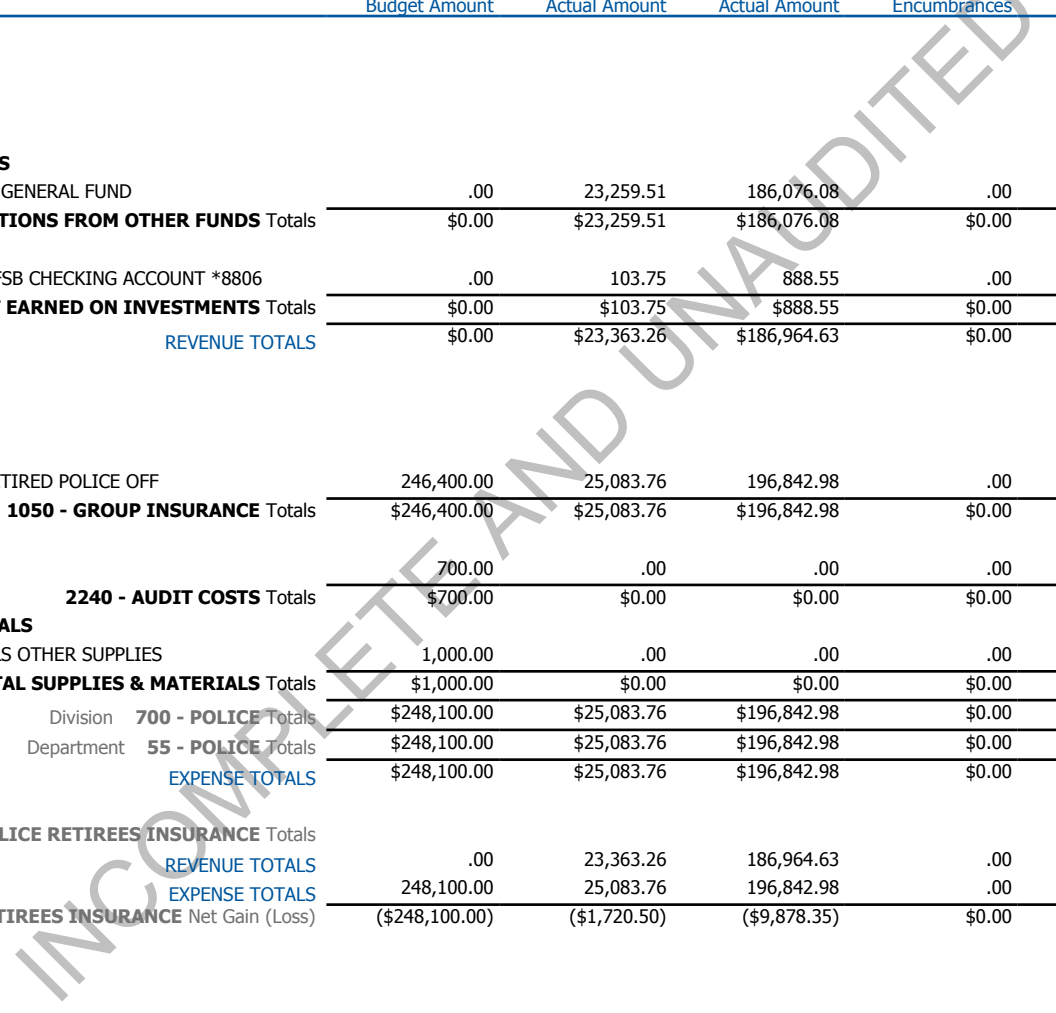 Budget Amount Actual Amount Actual Amount Encumbrances
S
GENERAL FUND .00 23,259.51 186,076.08 .00
TIONS FROM OTHER FUNDS Totals $0.00 $23,259.51 $186,076.08 $0.00
FSB CHECKING ACCOUNT *8806 .00 103.75 888.55 .00
EARNED ON INVESTMENTS Totals $0.00 $103.75 $888.55 $0.00
REVENUE TOTALS $0.00 $23,363.26 $186,964.63 $0.00
TIRED POLICE OFF 246,400.00 25,083.76 196,842.98 .00
1050 - GROUP INSURANCE Totals $246,400.00 $25,083.76 $196,842.98 $0.00
700.00 .00 .00 .00
2240 - AUDIT COSTS Totals $700.00 $0.00 $0.00 $0.00
ALS
LS OTHER SUPPLIES 1,000.00 .00 .00 .00
TAL SUPPLIES & MATERIALS Totals $1,000.00 $0.00 $0.00 $0.00
Division 700 - POLICE Totals $248,100.00 $25,083.76 $196,842.98 $0.00
Department 55 - POLICE Totals $248,100.00 $25,083.76 $196,842.98 $0.00
EXPENSE TOTALS $248,100.00 $25,083.76 $196,842.98 $0.00
LICE RETIREES INSURANCE Totals
REVENUE TOTALS .00 23,363.26 186,964.63 .00
EXPENSE TOTALS 248,100.00 25,083.76 196,842.98 .00
TIREES INSURANCE Net Gain (Loss) ($248,100.00) ($1,720.50) ($9,878.35) $0.00
INCOMPLETE AND UNAUDITED